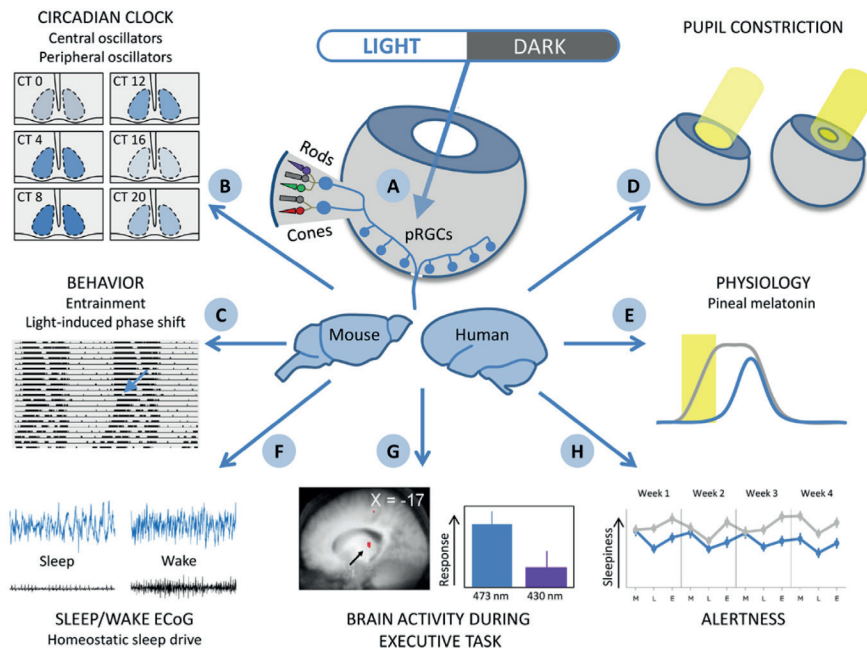 CIRCADIAN CLOCK
Central oscillators
Peripheral oscillators
CT 0
CT 12
CT 4
CT 16
CT 8
CT 20
LIGHT
DARK
PUPIL CONSTRICTION
Rods
Cones
pRGCs
A
B
D
BEHAVIOR
Entrainment
Light-induced phase shift
C
Mouse
Human
E
PHYSIOLOGY
Pineal melatonin
F
G
H
Sleep
Wake
SLEEP/WAKE ECoG
Homeostatic sleep drive
X = -17
Response
473 nm
430 nm
BRAIN ACTIVITY DURING
EXECUTIVE TASK
Week 1
Week 2
Week 3
Week 4
Sleepiness
M L E M L E M L E M L E
ALERTNESS